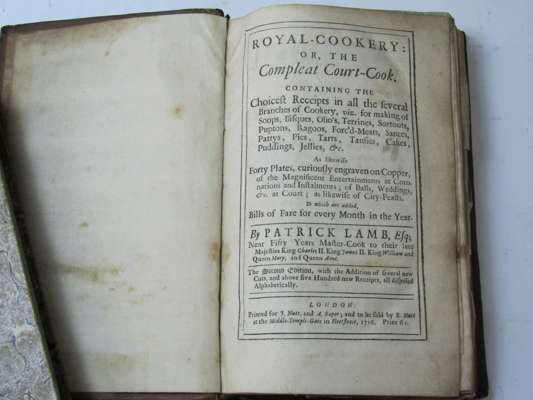 ROYAL-COOKERY:
OR, THE
Compleat Court-Cook.
CONTAINING THE
Choicest Receipts in all the several
Branches of Cookery, viz. for making of
Soops, Bisques, Olio's, Terrines, Surtouts,
Puptons, Ragoos, Forc'd-Meats, Sauces,
Pattys, Pies, Tarts, Tansies, Cakes,
Puddings, Jellies, &c.
As likewise
Forty Plates, curiously engraven on Copper,
of the Magnificent Entertainments at Coro-
nations and Instalments; of Balls, Weddings,
&c. at Court; as likewise of City-Feasts.
To which are added,
Bills of Fare for every Month in the Year.
By PATRICK LAMB, Esq;
Near Fifty Years Master-Cook to their late
Majesties King Charles II. King James II. King William and
Queen Mary, and Queen Anne.
The Second Edition, with the Addition of several new
Cuts, and above five Hundred new Receipts, all disposed
Alphabetically.
LONDON:
Printed for J. Nutt, and A. Roper; and to be sold by E. Nutt
at the Middle-Temple-Gate in Fleetstreet, 1716. Price 6s.